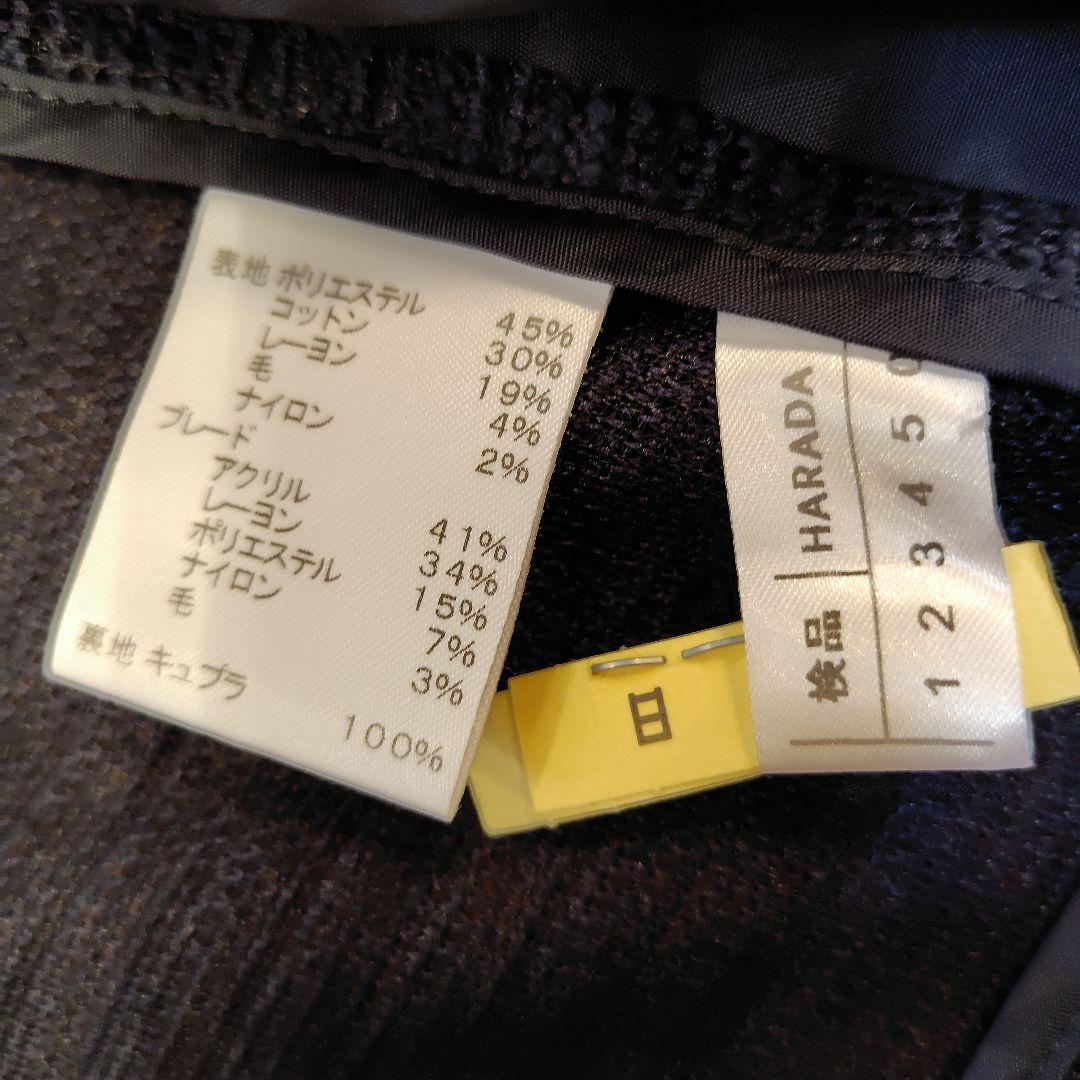 表地 ポリエステル 45%
コットン 30%
レーヨン 19%
毛 4%
ナイロン 2%
ブレード
アクリル 41%
レーヨン 34%
ポリエステル 15%
ナイロン 7%
毛 3%
裏地 キュプラ 100%
検品 HARADA
1 2 3 4 5